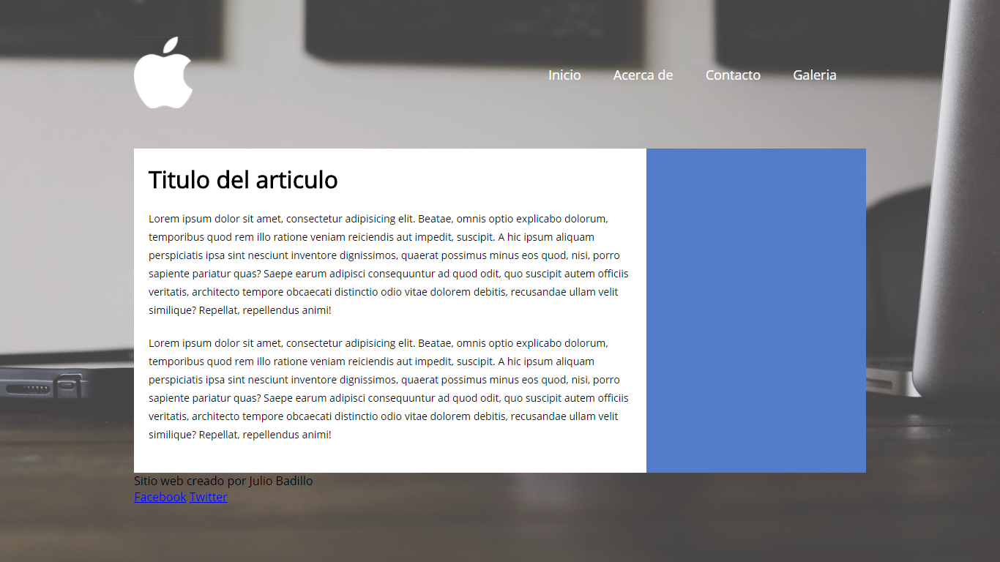 Inicio Acerca de Contacto Galeria
Titulo del articulo
Lorem ipsum dolor sit amet, consectetur adipisicing elit. Beatae, omnis optio explicabo dolorum,
temporibus quod rem illo ratione veniam reiciendis aut impedit, suscipit. A hic ipsum aliquam
perspiciatis ipsa sint nesciunt inventore dignissimos, quaerat possimus minus eos quod, nisi, porro
sapiente pariatur quas? Saepe earum adipisci consequuntur ad quod odit, quo suscipit autem officiis
veritatis, architecto tempore obcaecati distinctio odio vitae dolorem debitis, recusandae ullam velit
similique? Repellat, repellendus animi!
Lorem ipsum dolor sit amet, consectetur adipisicing elit. Beatae, omnis optio explicabo dolorum,
temporibus quod rem illo ratione veniam reiciendis aut impedit, suscipit. A hic ipsum aliquam
perspiciatis ipsa sint nesciunt inventore dignissimos, quaerat possimus minus eos quod, nisi, porro
sapiente pariatur quas? Saepe earum adipisci consequuntur ad quod odit, quo suscipit autem officiis
veritatis, architecto tempore obcaecati distinctio odio vitae dolorem debitis, recusandae ullam velit
similique? Repellat, repellendus animi!
Sitio web creado por Julio Badillo
Facebook Twitter